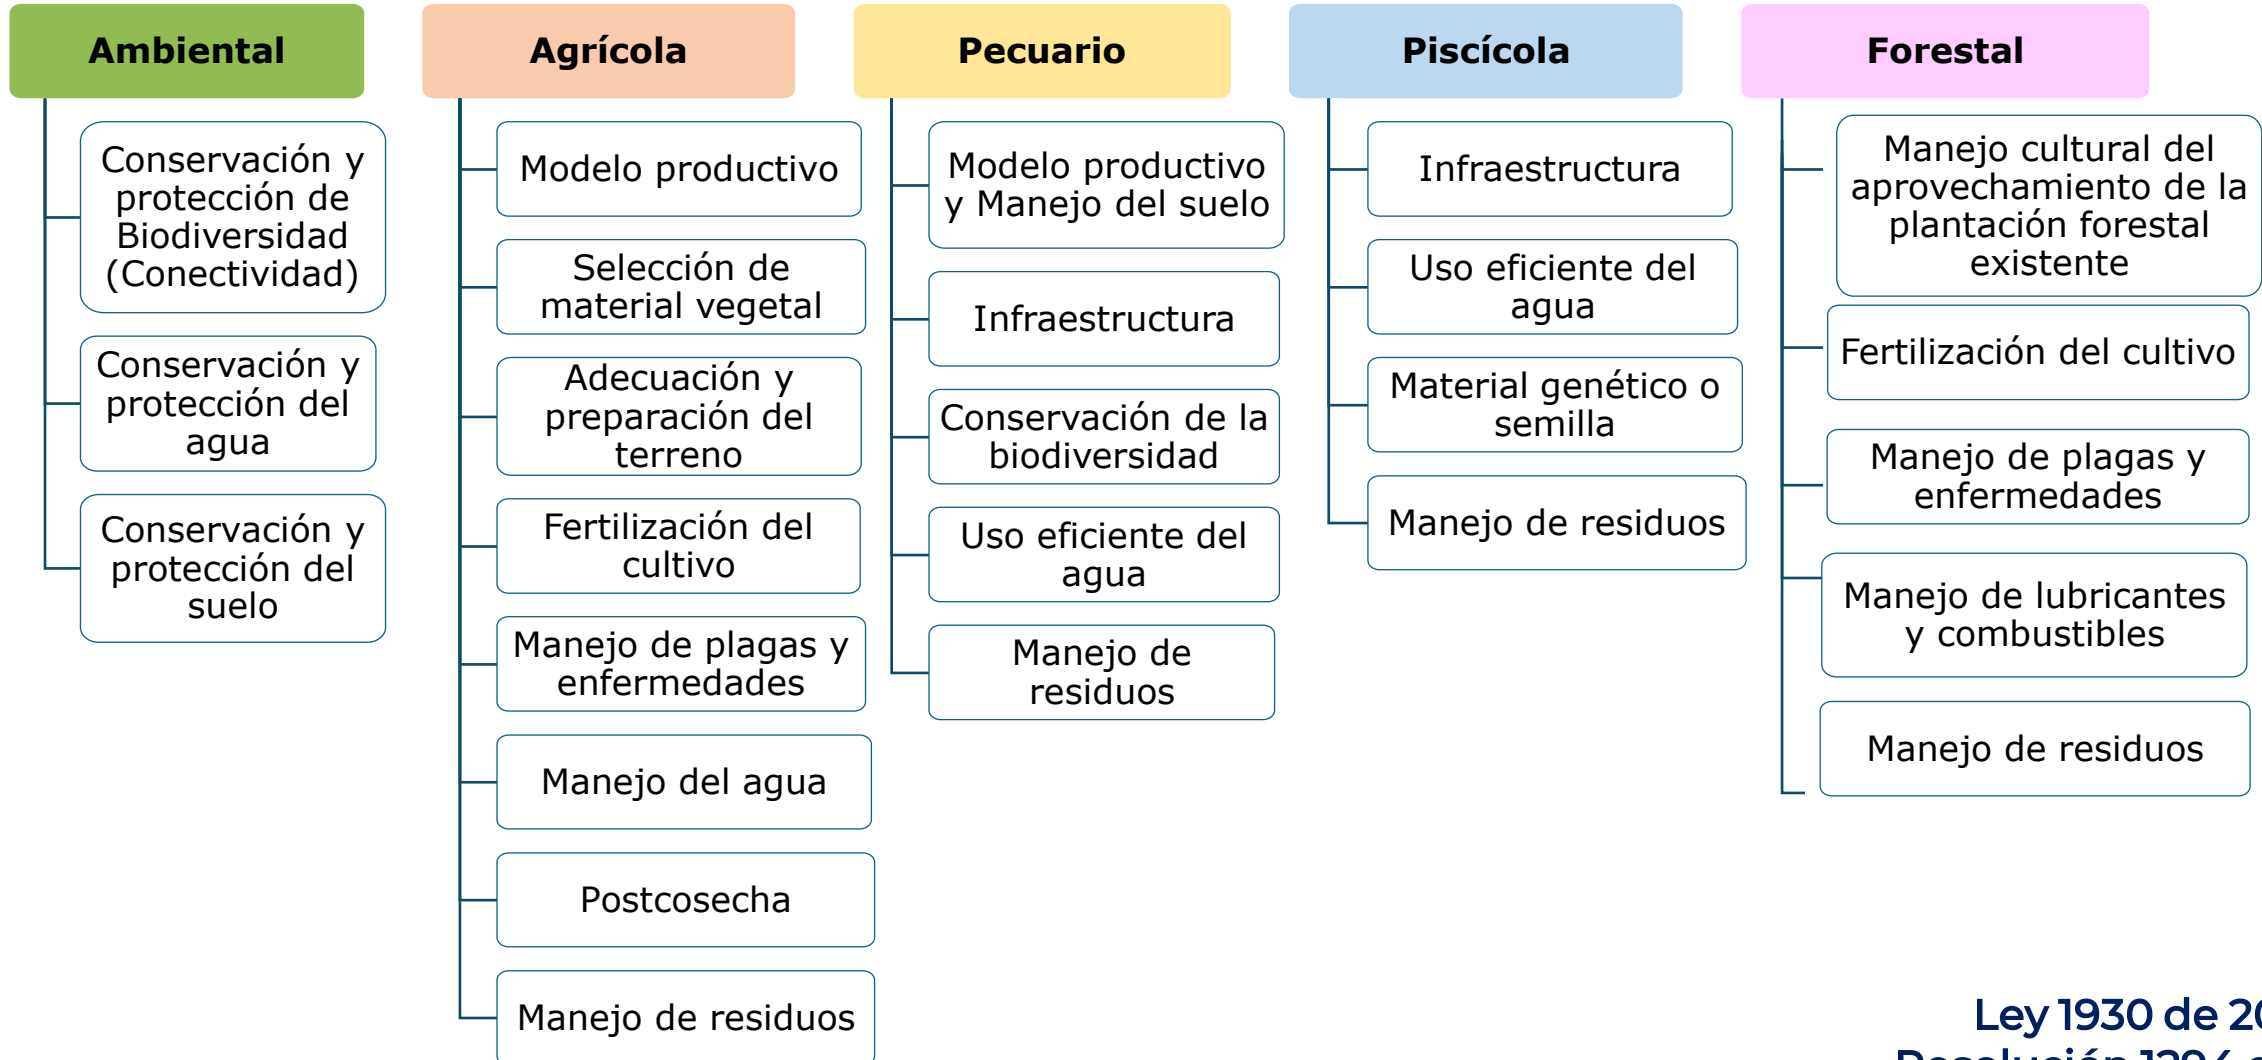 Ambiental
Conservación y
protección de
Biodiversidad
(Conectividad)
Conservación y
protección del
agua
Conservación y
protección del
suelo
Agrícola
Modelo productivo
Selección de
material vegetal
Adecuación y
preparación del
terreno
Fertilización del
cultivo
Manejo de plagas y
enfermedades
Manejo del agua
Postcosecha
Manejo de residuos
Pecuario
Modelo productivo
y Manejo del suelo
Infraestructura
Conservación de la
biodiversidad
Uso eficiente del
agua
Manejo de
residuos
Piscícola
Infraestructura
Uso eficiente del
agua
Material genético o
semilla
Manejo de residuos
Forestal
Manejo cultural del
aprovechamiento de la
plantación forestal
existente
Fertilización del cultivo
Manejo de plagas y
enfermedades
Manejo de lubricantes
y combustibles
Manejo de residuos
Ley 1930 de
Resolución 1294